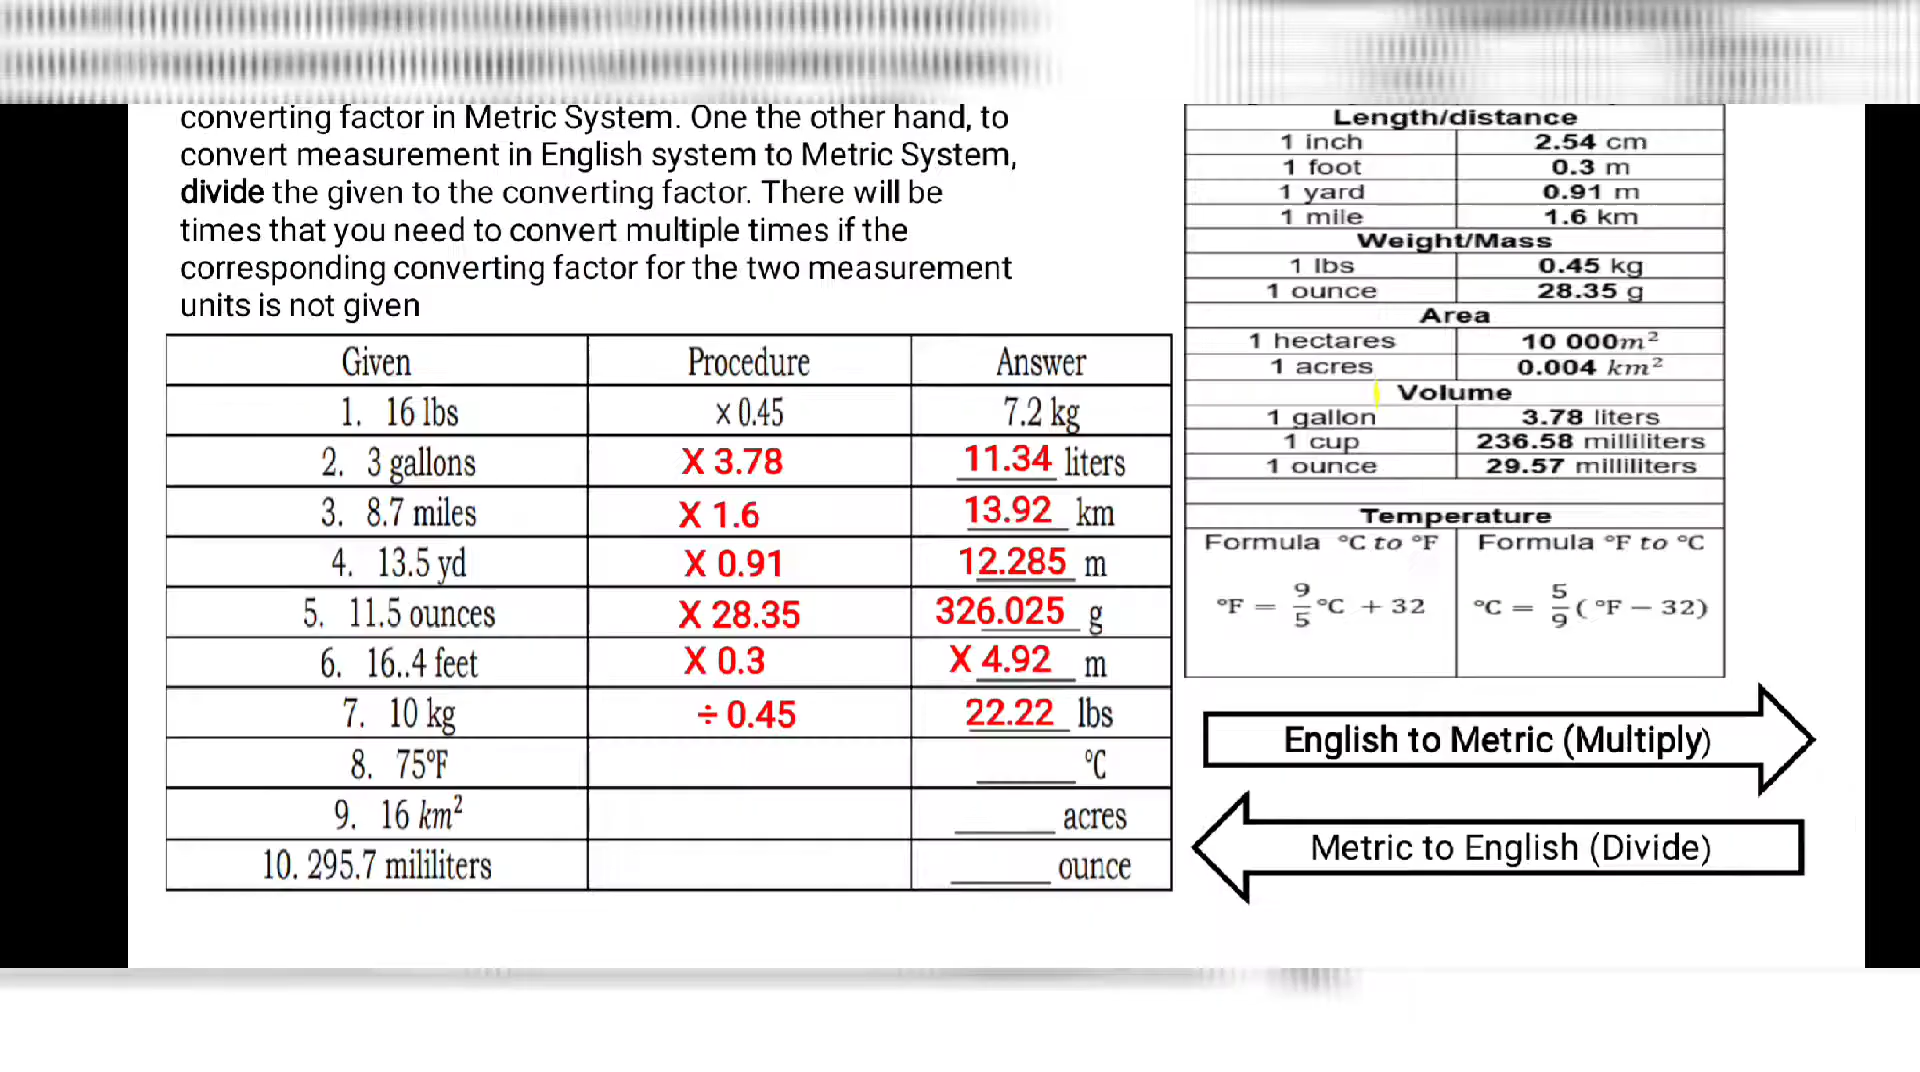 converting factor in Metric System. One the other hand, to
convert measurement in English system to Metric System,
divide the given to the converting factor. There will be
times that you need to convert multiple times if the
corresponding converting factor for the two measurement
units is not given
Given Procedure Answer
1. 16 lbs x 0.45 7.2 kg
2. 3 gallons X 3.78 11.34 liters
3. 8.7 miles X 1.6 13.92 km
4. 13.5 yd X 0.91 12.285 m
5. 11.5 ounces X 28.35 326.025 g
6. 16..4 feet X 0.3 X 4.92 m
7. 10 kg ÷ 0.45 22.22 lbs
8. 75°F ______ °C
9. 16 km² ______ acres
10. 295.7 mililiters ______ ounce
Length/distance
1 inch 2.54 cm
1 foot 0.3 m
1 yard 0.91 m
1 mile 1.6 km
Weight/Mass
1 lbs 0.45 kg
1 ounce 28.35 g
Area
1 hectares 10 000m²
1 acres 0.004 km²
Volume
1 gallon 3.78 liters
1 cup 236.58 milliliters
1 ounce 29.57 milliliters
Temperature
Formula °C to °F Formula °F to °C
°F = 9/5 °C + 32 °C = 5/9 ( °F − 32)
English to Metric (Multiply)
Metric to English (Divide)